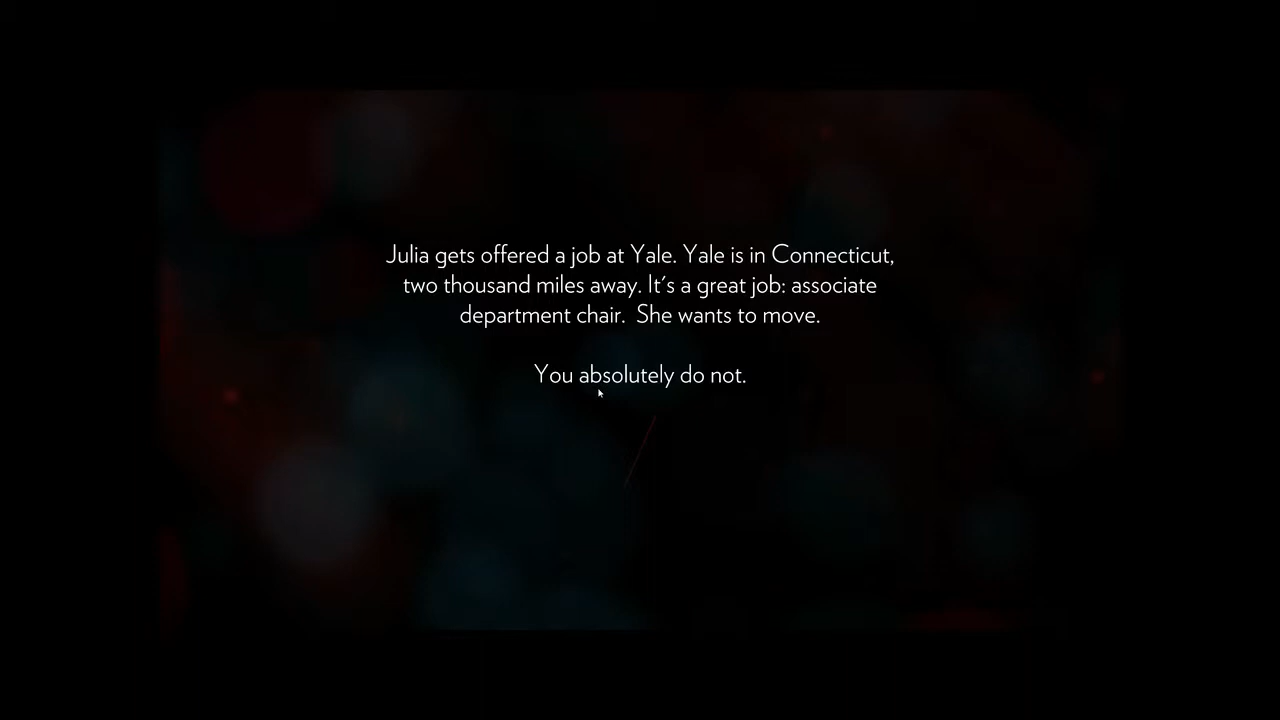 Julia gets offered a job at Yale. Yale is in Connecticut,
two thousand miles away. It's a great job: associate
department chair.  She wants to move.
You absolutely do not.